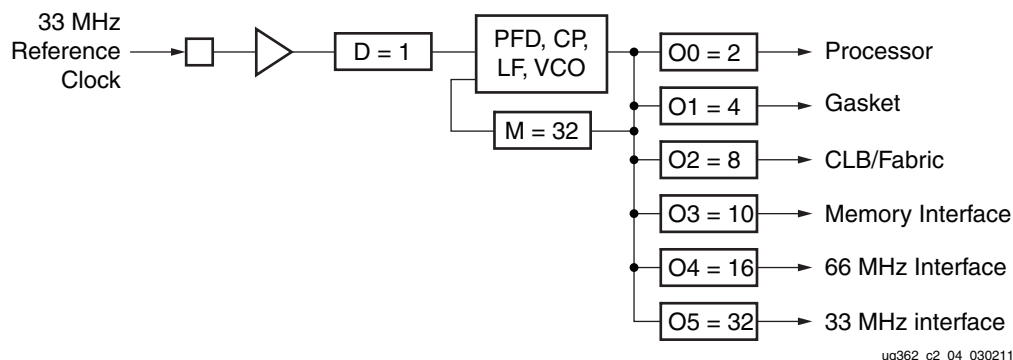 33 MHz
Reference
Clock
D = 1
PFD, CP,
LF, VCO
M = 32
O0 = 2
Processor
O1 = 4
Gasket
O2 = 8
CLB/Fabric
O3 = 10
Memory Interface
O4 = 16
66 MHz Interface
O5 = 32
33 MHz interface
ug362_c2_04_030211